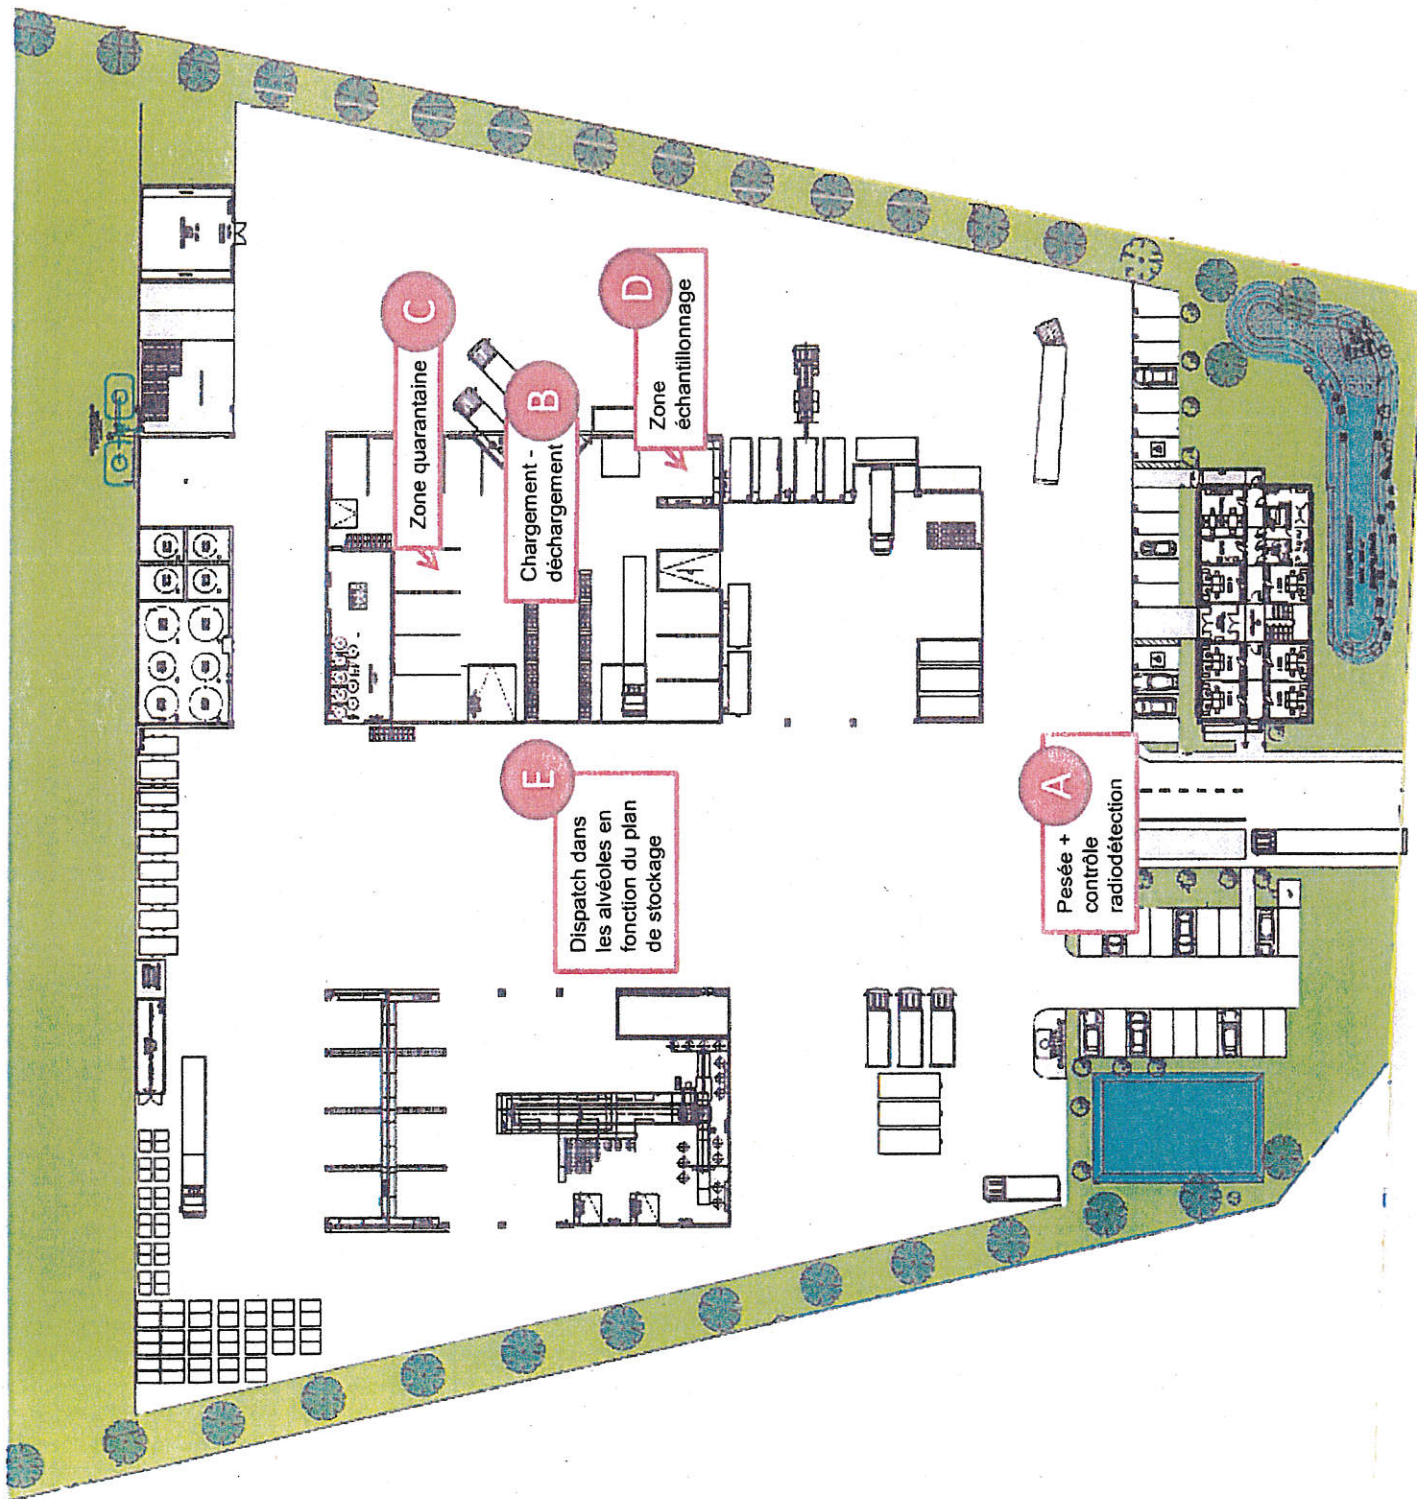 A
Pesée +
contrôle
radiodétection
B
Chargement -
déchargement
C
Zone quarantaine
D
Zone
échantillonnage
E
Dispatch dans
les alvéoles en
fonction du plan
de stockage